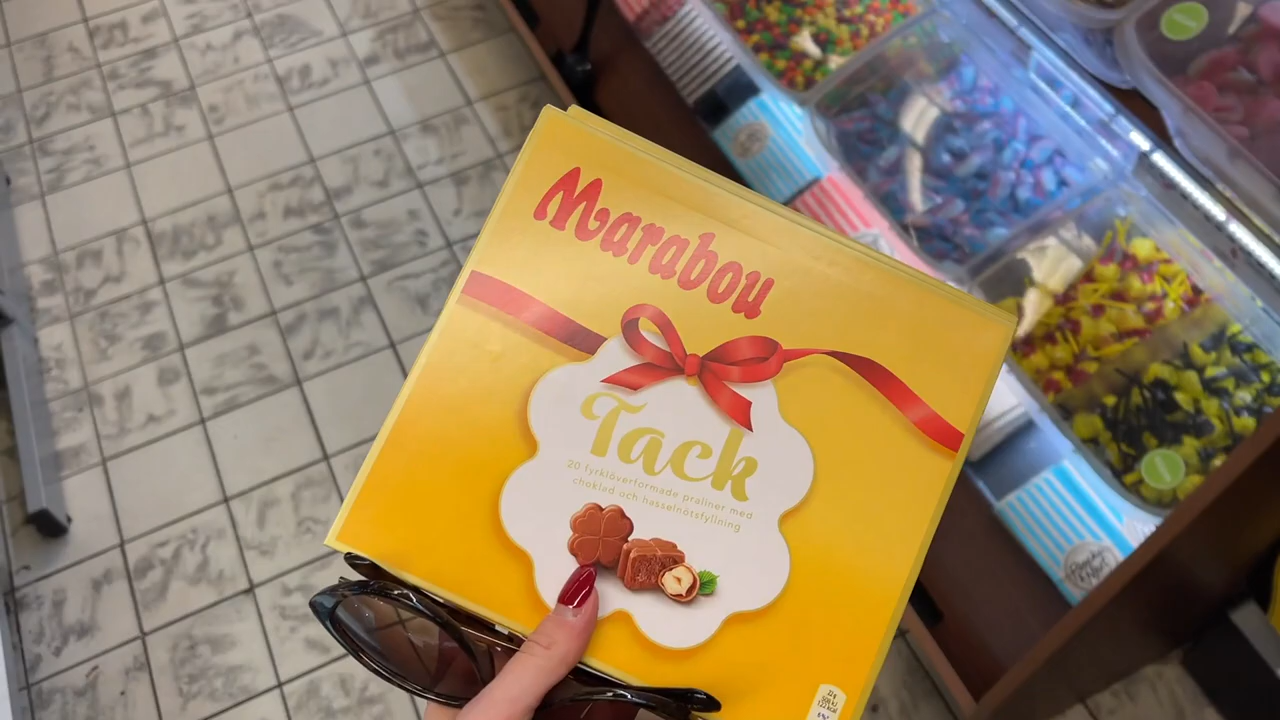 Marabou
Tack
20 fyrklöverformade praliner med
choklad och hasselnötsfyllning